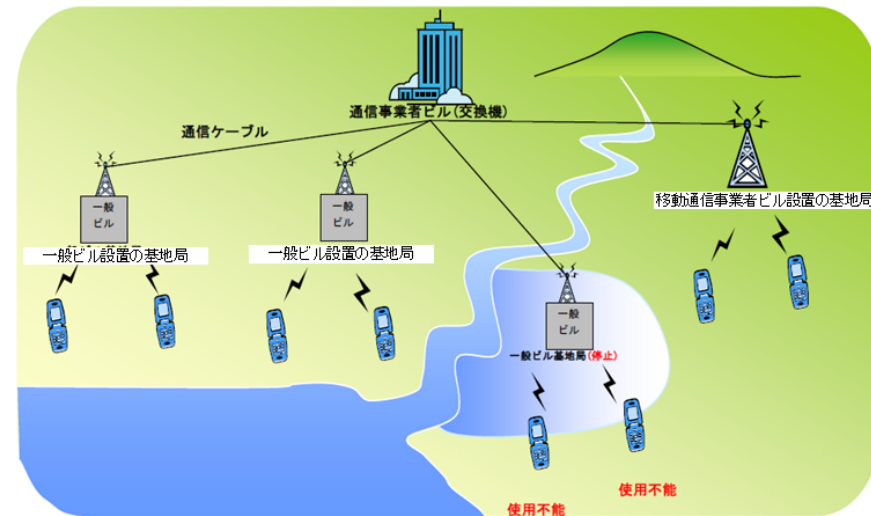 通信事業者ビル(交換機)
通信ケーブル
一般
ビル
一般ビル設置の基地局
一般
ビル
一般ビル設置の基地局
移動通信事業者ビル設置の基地局
一般
ビル
一般ビル基地局(停止)
使用不能
使用不能